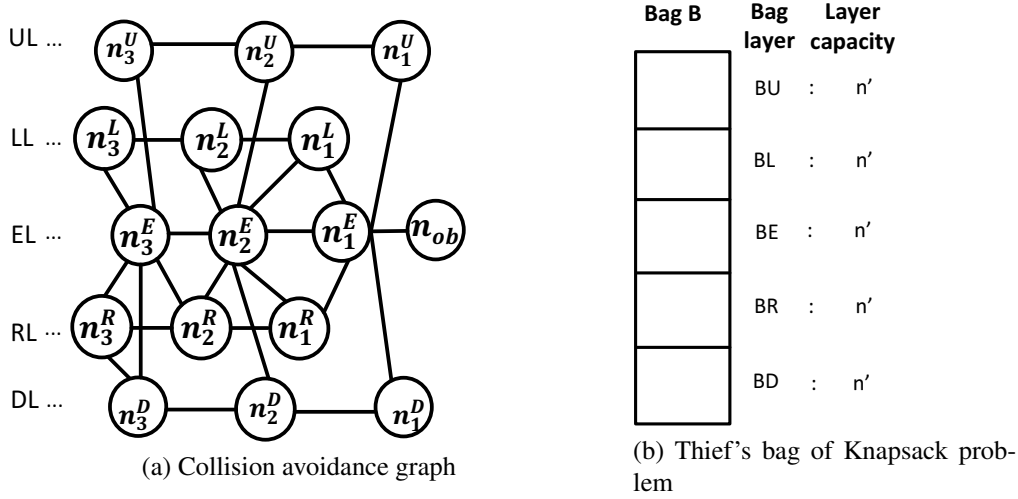 UL ... n_3^U n_2^U n_1^U
LL ... n_3^L n_2^L n_1^L
EL ... n_3^E n_2^E n_1^E n_ob
RL ... n_3^R n_2^R n_1^R
DL ... n_3^D n_2^D n_1^D
(a) Collision avoidance graph
Bag B Bag layer Layer capacity
BU : n’
BL : n’
BE : n’
BR : n’
BD : n’
(b) Thief’s bag of Knapsack prob-
lem